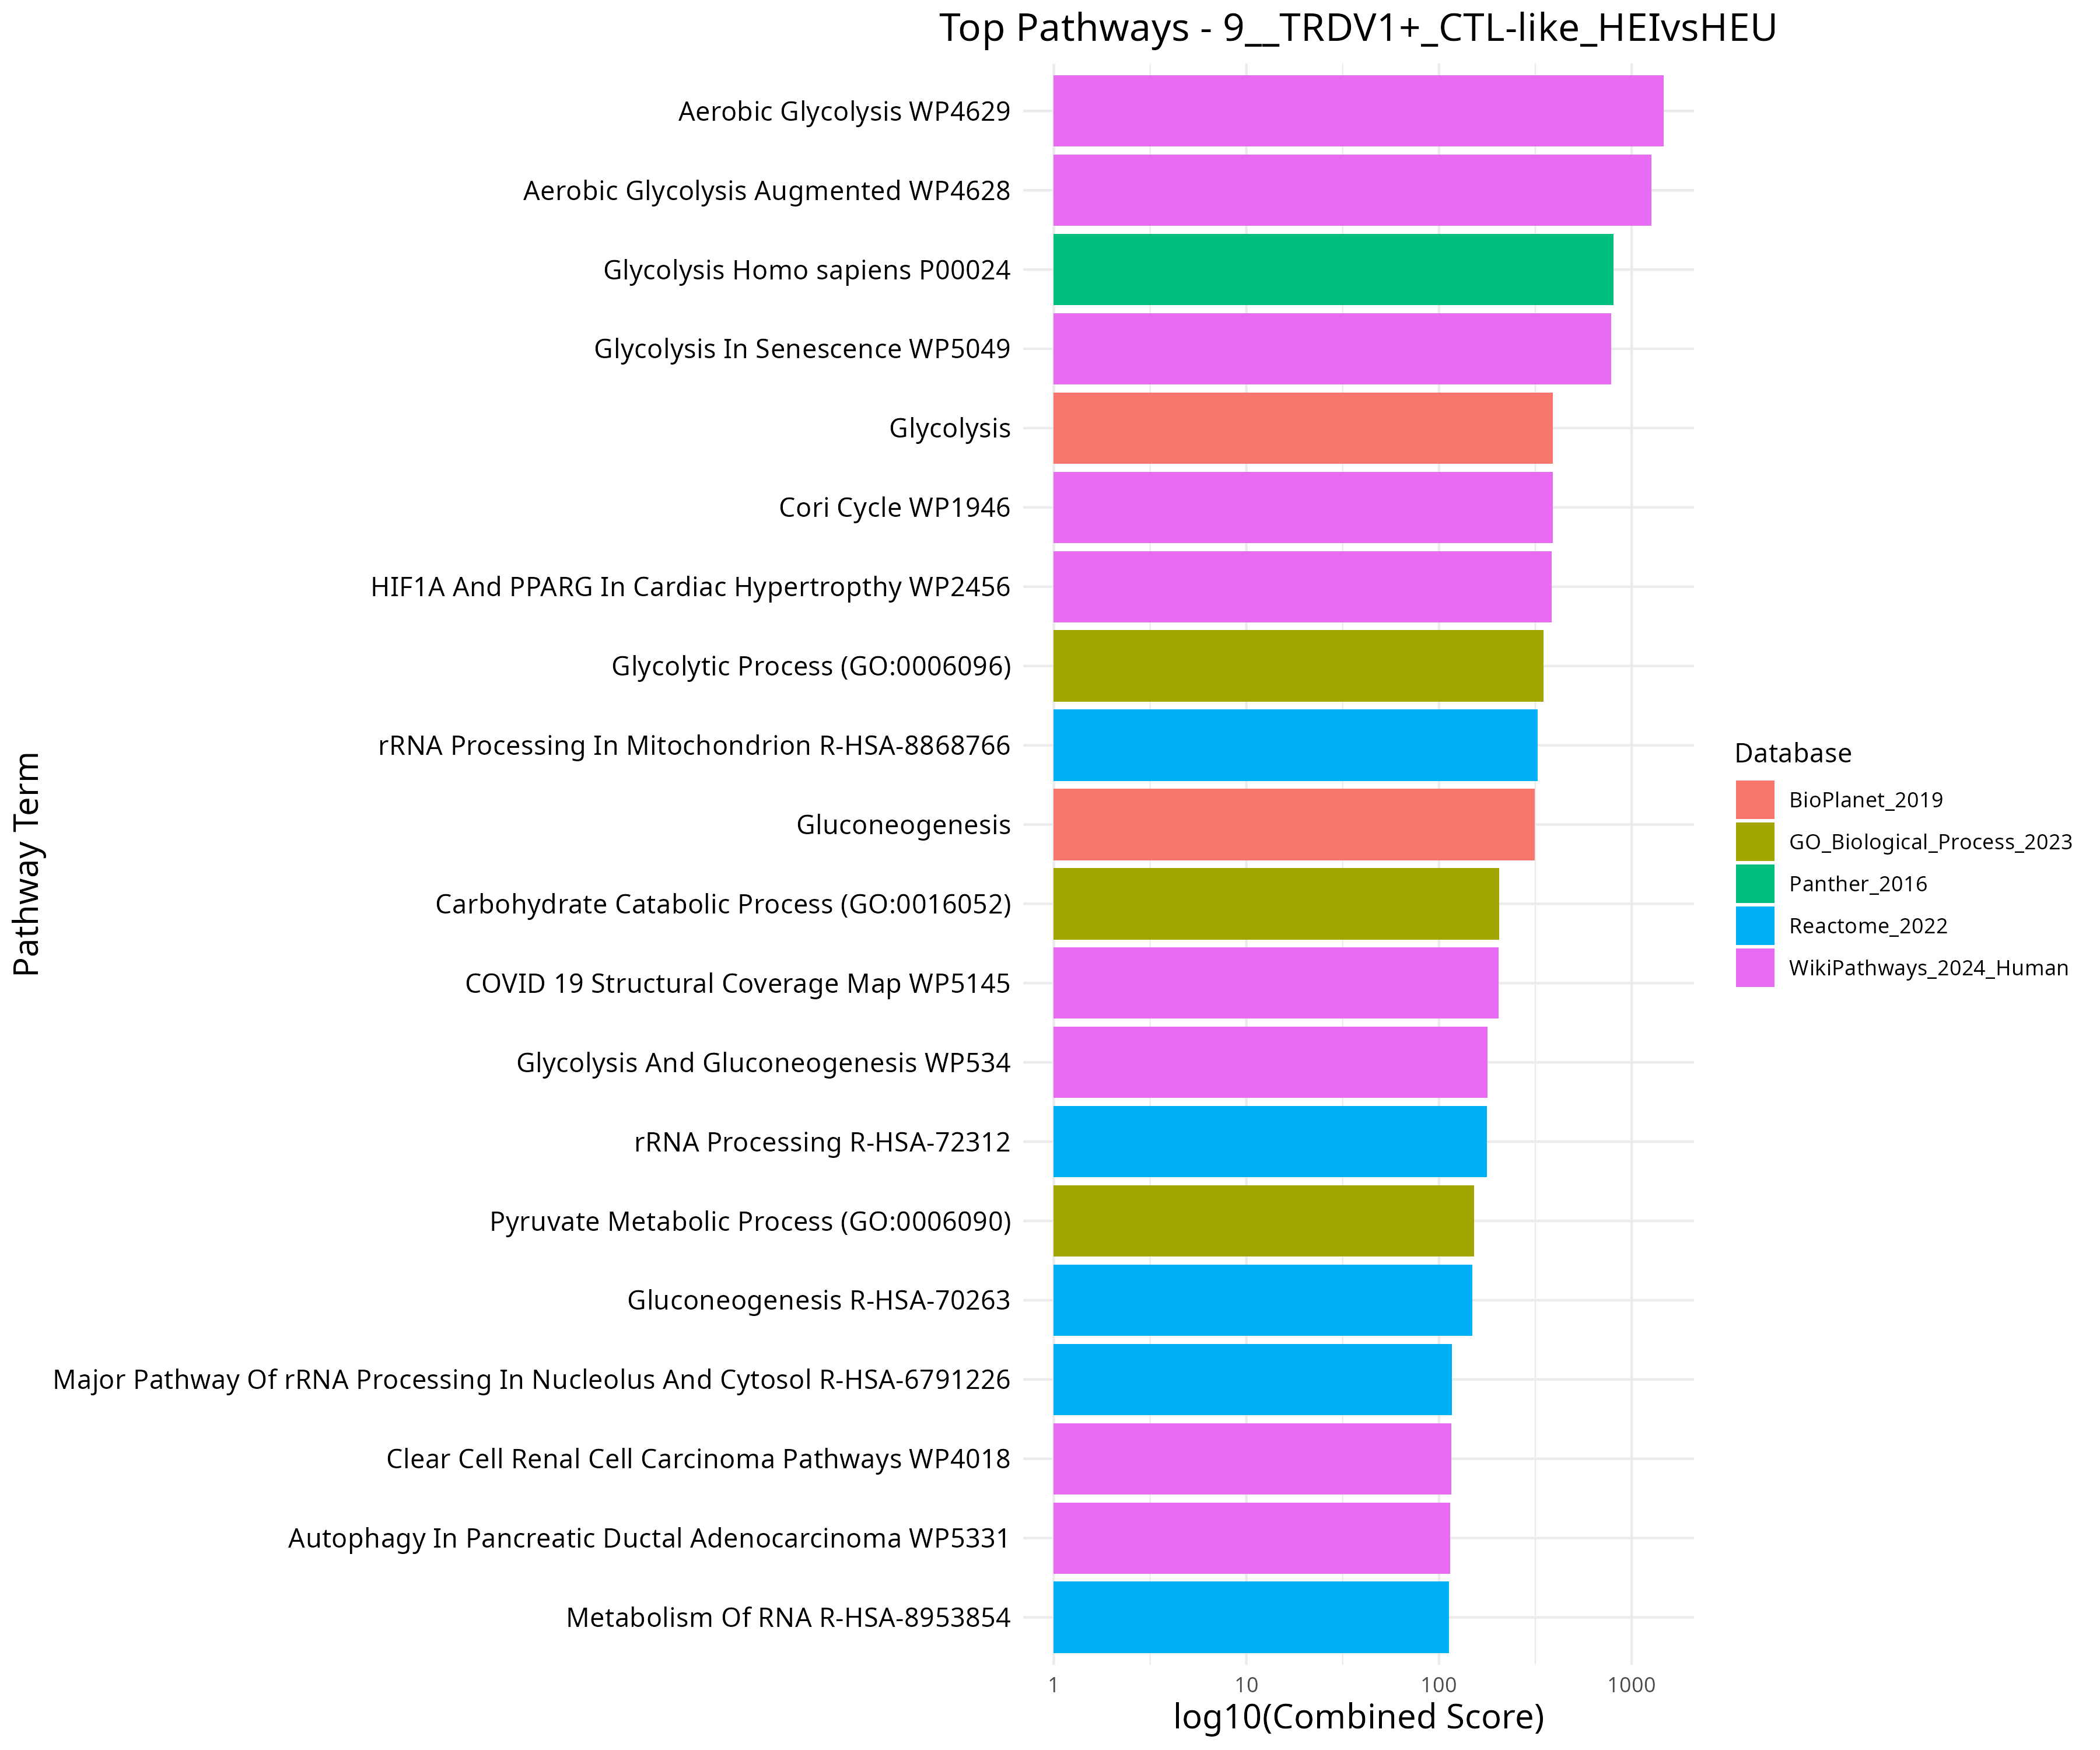 Top Pathways - 9__TRDV1+_CTL-like_HEIvsHEU
Pathway Term
Aerobic Glycolysis WP4629
Aerobic Glycolysis Augmented WP4628
Glycolysis Homo sapiens P00024
Glycolysis In Senescence WP5049
Glycolysis
Cori Cycle WP1946
HIF1A And PPARG In Cardiac Hypertropthy WP2456
Glycolytic Process (GO:0006096)
rRNA Processing In Mitochondrion R-HSA-8868766
Gluconeogenesis
Carbohydrate Catabolic Process (GO:0016052)
COVID 19 Structural Coverage Map WP5145
Glycolysis And Gluconeogenesis WP534
rRNA Processing R-HSA-72312
Pyruvate Metabolic Process (GO:0006090)
Gluconeogenesis R-HSA-70263
Major Pathway Of rRNA Processing In Nucleolus And Cytosol R-HSA-6791226
Clear Cell Renal Cell Carcinoma Pathways WP4018
Autophagy In Pancreatic Ductal Adenocarcinoma WP5331
Metabolism Of RNA R-HSA-8953854
1 10 100 1000
log10(Combined Score)
Database
BioPlanet_2019
GO_Biological_Process_2023
Panther_2016
Reactome_2022
WikiPathways_2024_Human